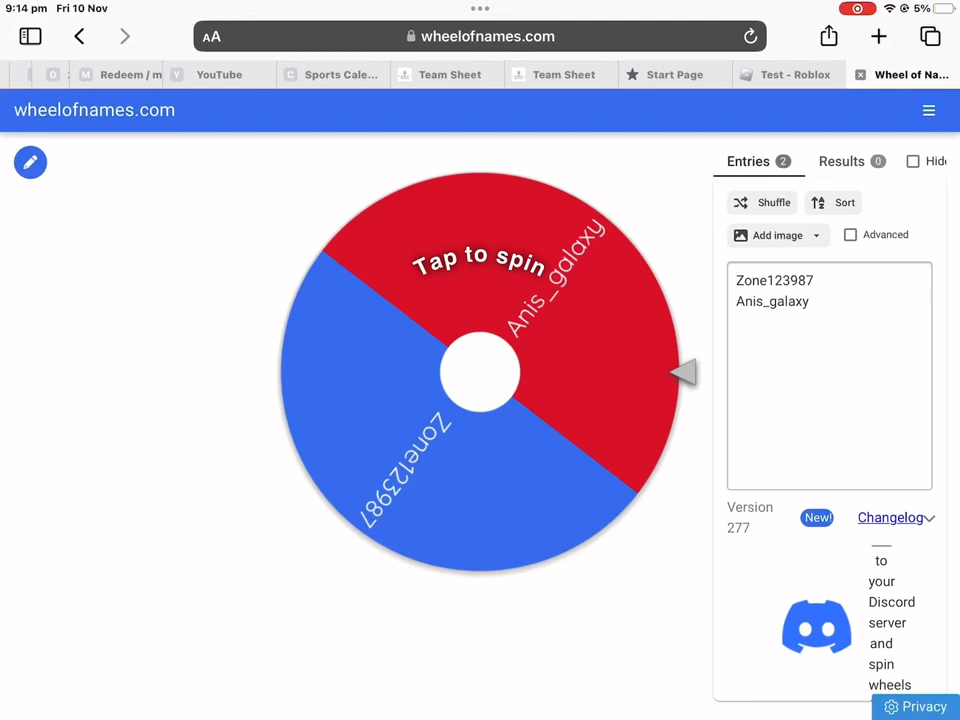 9:14 pm Fri 10 Nov
5%
AA
wheelofnames.com
G
M Redeem / m
Y YouTube
C Sports Cale...
Team Sheet
Team Sheet
Start Page
Test - Roblox
Wheel of Na...
wheelofnames.com
Entries 2
Results 0
Hide
Shuffle
Sort
Add image
Advanced
Tap to spin
Anis_galaxy
Zone123987
Zone123987
Anis_galaxy
Version
277
New!
Changelog
to
your
Discord
server
and
spin
wheels
Privacy